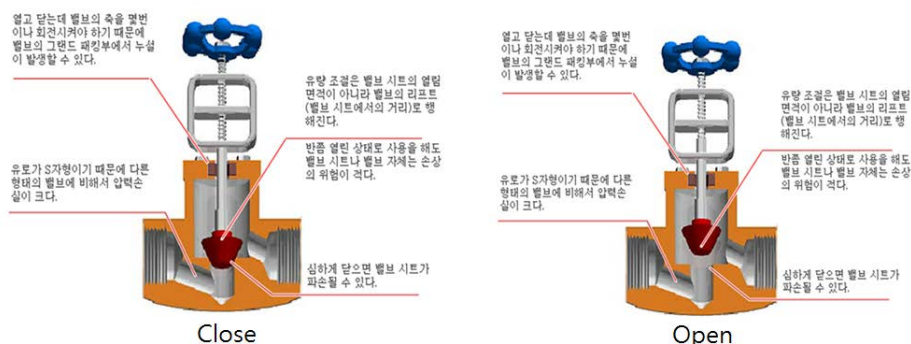 열고 닫는데 밸브의 축을 몇번
이나 회전시켜야 하기 때문에
밸브의 그랜드 패킹부에서 누설
이 발생할 수 있다.
유량 조절은 밸브 시트의 열림
면적이 아니라 밸브의 리프트
(밸브 시트에서의 거리)로 행
해진다.
반쯤 열린 상태로 사용을 해도
밸브 시트나 밸브 자체는 손상
의 위험이 적다.
유로가 S자형이기 때문에 다른
형태의 밸브에 비해서 압력손
실이 크다.
심하게 닫으면 밸브 시트가
파손될 수 있다.
Close
열고 닫는데 밸브의 축을 몇번
이나 회전시켜야 하기 때문에
밸브의 그랜드 패킹부에서 누설
이 발생할 수 있다.
유량 조절은 밸브 시트의 열림
면적이 아니라 밸브의 리프트
(밸브 시트에서의 거리)로 행
해진다.
반쯤 열린 상태로 사용을 해도
밸브 시트나 밸브 자체는 손상
의 위험이 적다.
유로가 S자형이기 때문에 다른
형태의 밸브에 비해서 압력손
실이 크다.
심하게 닫으면 밸브 시트가
파손될 수 있다.
Open